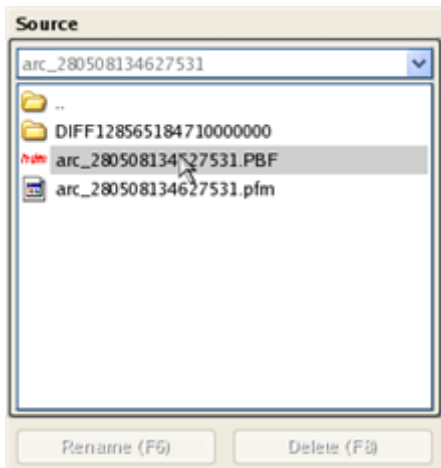 Source
arc_280508134627531
..
DIFF128565184710000000
arc_280508134627531.PBF
arc_280508134627531.pfm
Rename (F6)
Delete (F8)